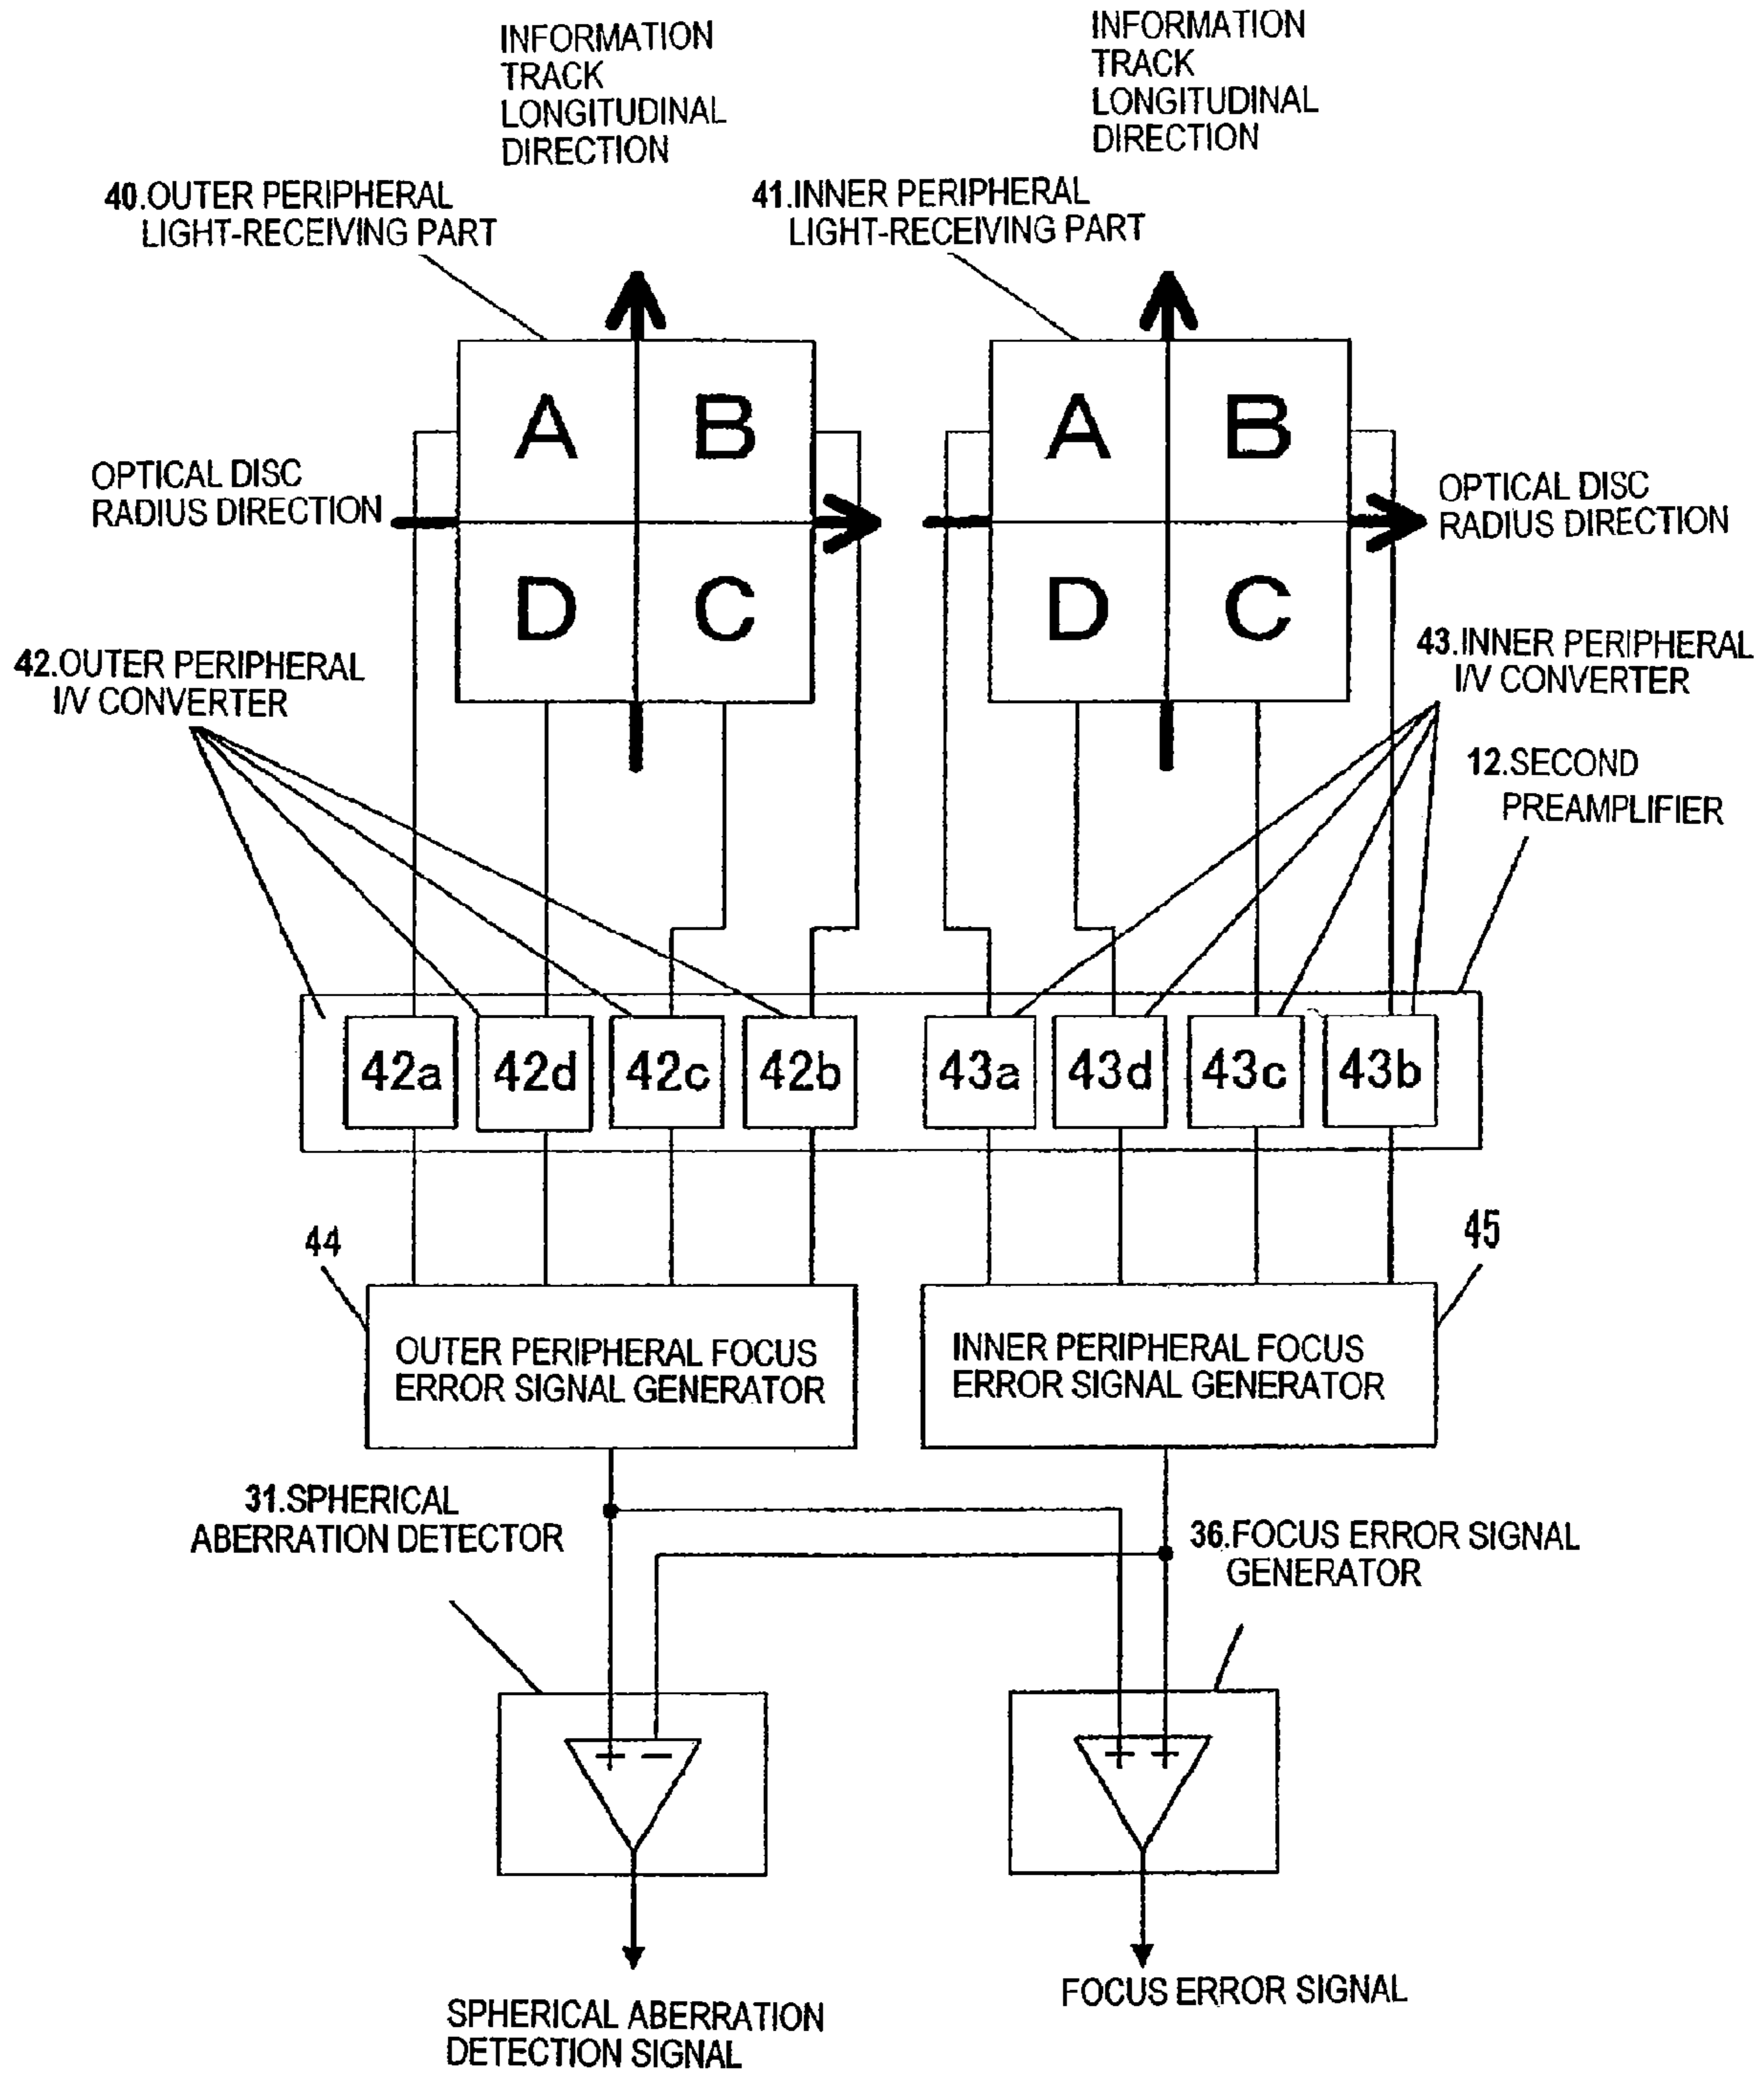 INFORMATION
TRACK
LONGITUDINAL
DIRECTION
INFORMATION
TRACK
LONGITUDINAL
DIRECTION
40.OUTER PERIPHERAL
LIGHT-RECEIVING PART
41.INNER PERIPHERAL
LIGHT-RECEIVING PART
A B
D C
A B
D C
OPTICAL DISC
RADIUS DIRECTION
OPTICAL DISC
RADIUS DIRECTION
42.OUTER PERIPHERAL
I/V CONVERTER
43.INNER PERIPHERAL
I/V CONVERTER
12.SECOND
PREAMPLIFIER
42a 42d 42c 42b 43a 43d 43c 43b
44
45
OUTER PERIPHERAL FOCUS
ERROR SIGNAL GENERATOR
INNER PERIPHERAL FOCUS
ERROR SIGNAL GENERATOR
31.SPHERICAL
ABERRATION DETECTOR
36.FOCUS ERROR SIGNAL
GENERATOR
+ −
+ +
SPHERICAL ABERRATION
DETECTION SIGNAL
FOCUS ERROR SIGNAL